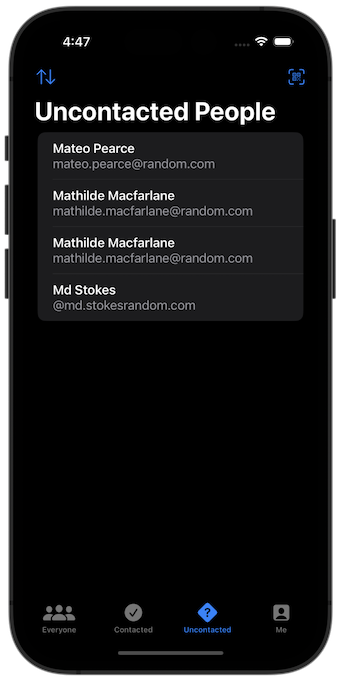 4:47
Uncontacted People
Mateo Pearce
mateo.pearce@random.com
Mathilde Macfarlane
mathilde.macfarlane@random.com
Mathilde Macfarlane
mathilde.macfarlane@random.com
Md Stokes
@md.stokesrandom.com
Everyone
Contacted
Uncontacted
Me